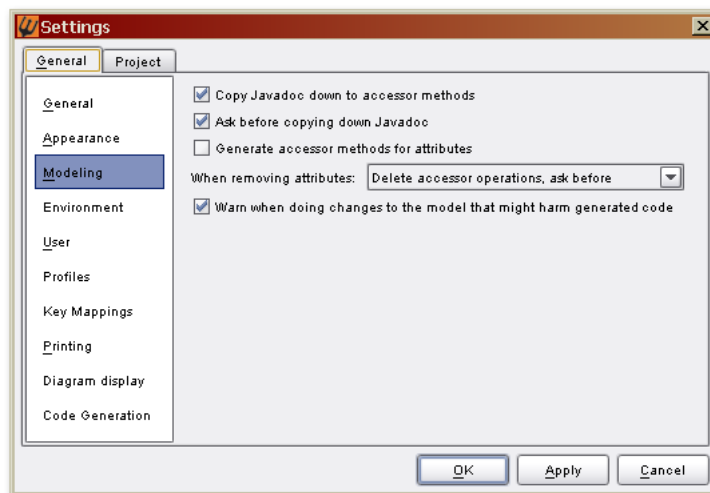 Settings
General Project
General
Appearance
Modeling
Environment
User
Profiles
Key Mappings
Printing
Diagram display
Code Generation
Copy Javadoc down to accessor methods
Ask before copying down Javadoc
Generate accessor methods for attributes
When removing attributes: Delete accessor operations, ask before
Warn when doing changes to the model that might harm generated code
OK Apply Cancel